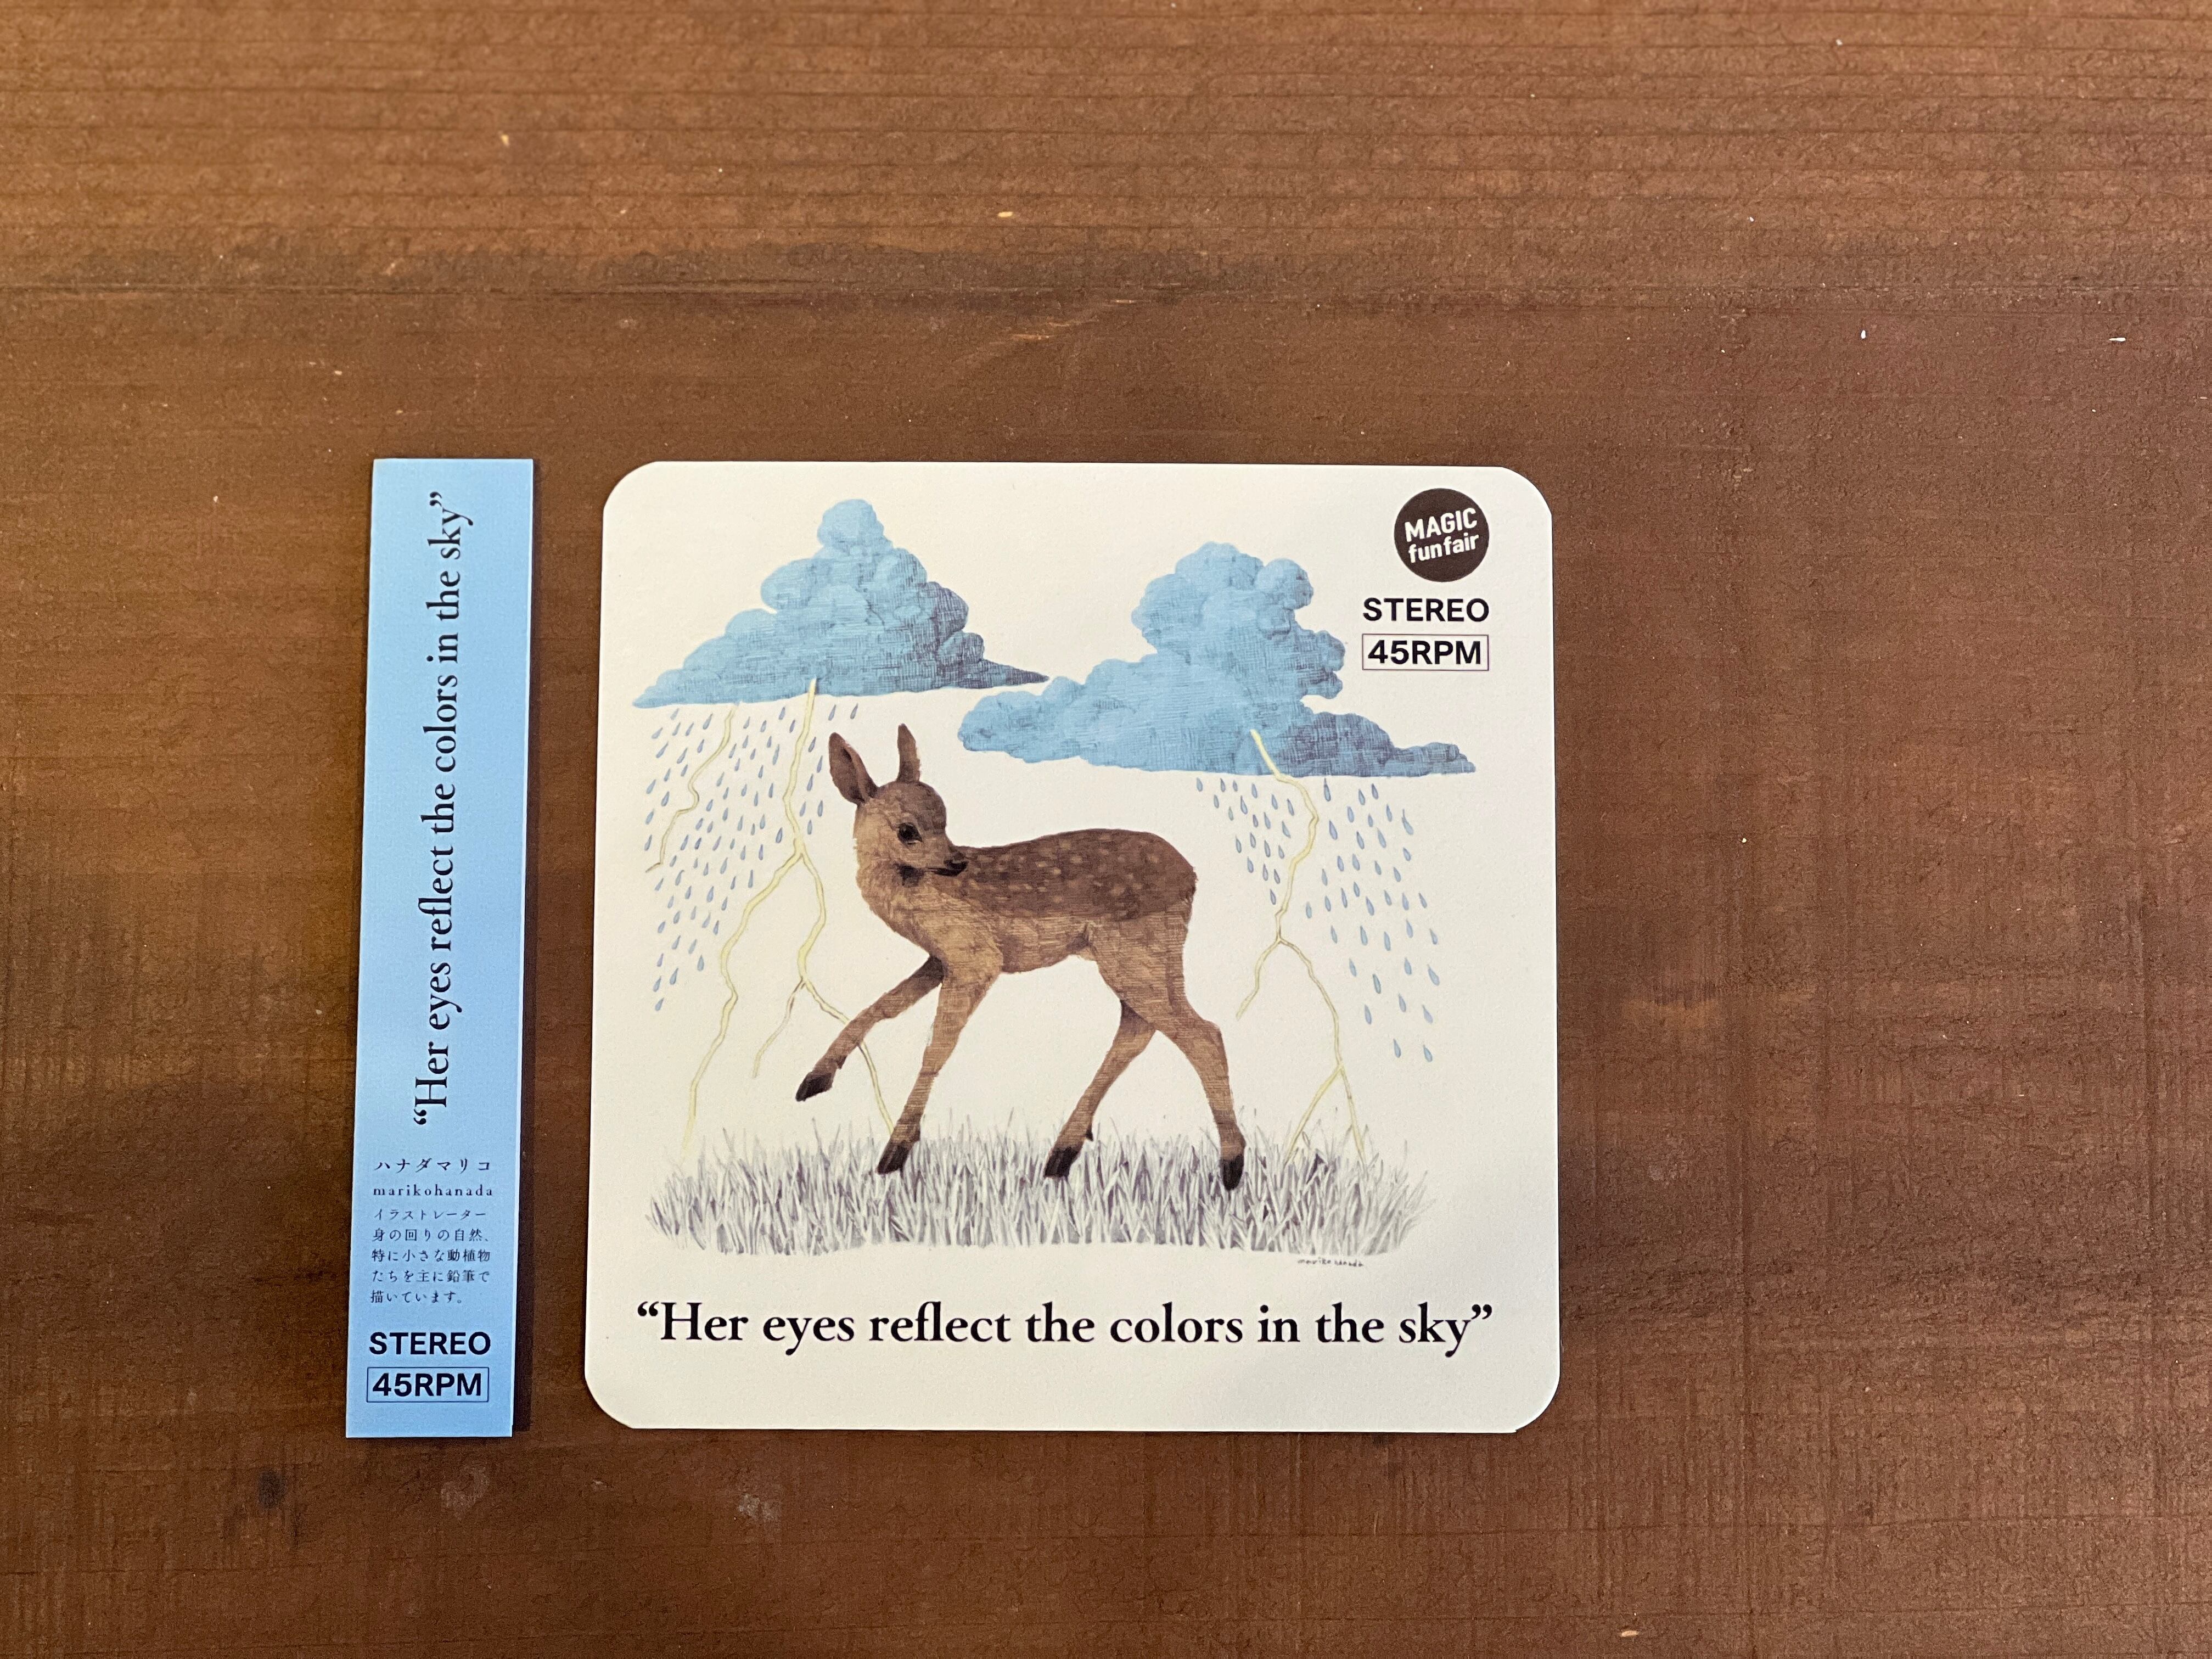 “Her eyes reflect the colors in the sky”
ハナダマリコ
marikohanada
イラストレーター
身の回りの自然、
特に小さな動植物
たちを主に鉛筆で
描いています。
STEREO
45RPM
MAGIC
funfair
STEREO
45RPM
mariko hanada
“Her eyes reflect the colors in the sky”